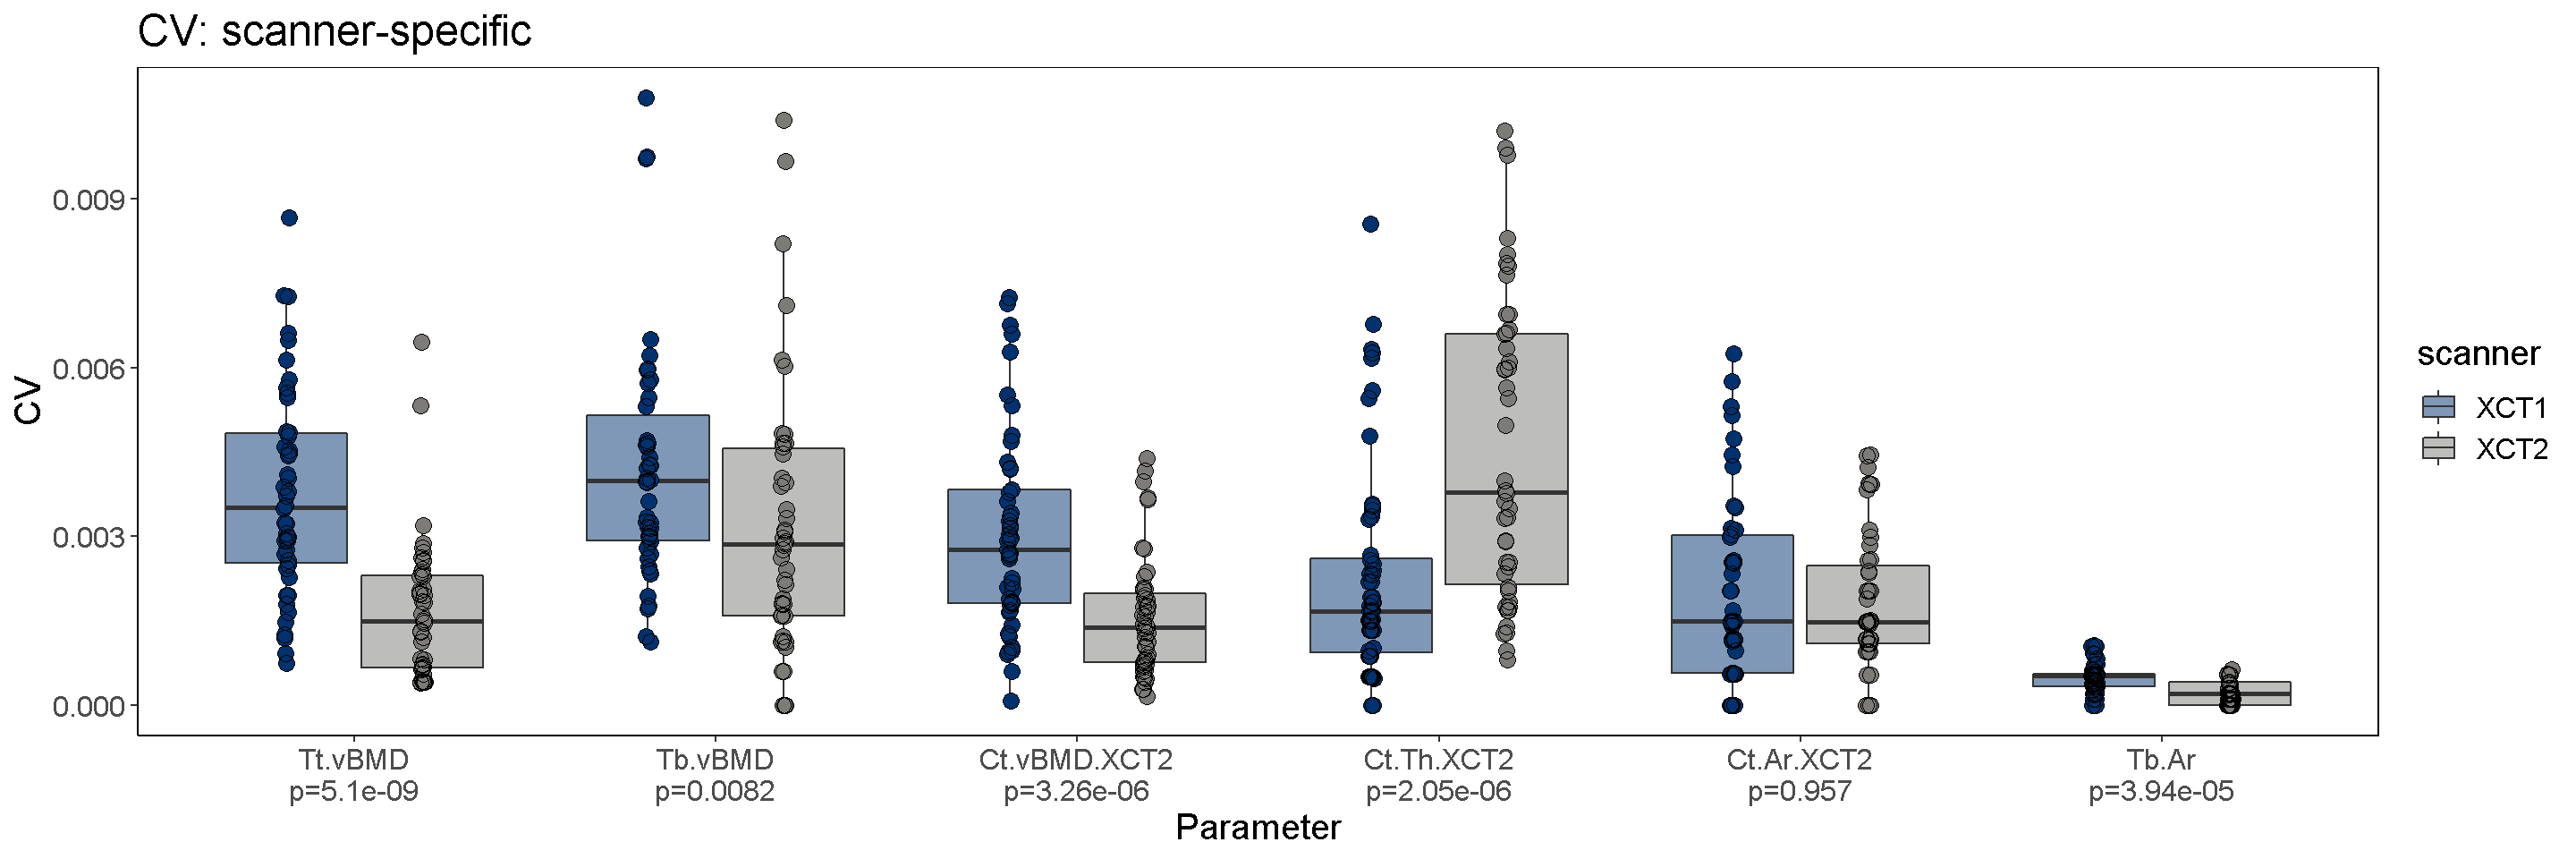 CV: scanner-specific
CV
0.009
0.006
0.003
0.000
Tt.vBMD
p=5.1e-09
Tb.vBMD
p=0.0082
Ct.vBMD.XCT2
p=3.26e-06
Ct.Th.XCT2
p=2.05e-06
Ct.Ar.XCT2
p=0.957
Tb.Ar
p=3.94e-05
Parameter
scanner
XCT1
XCT2